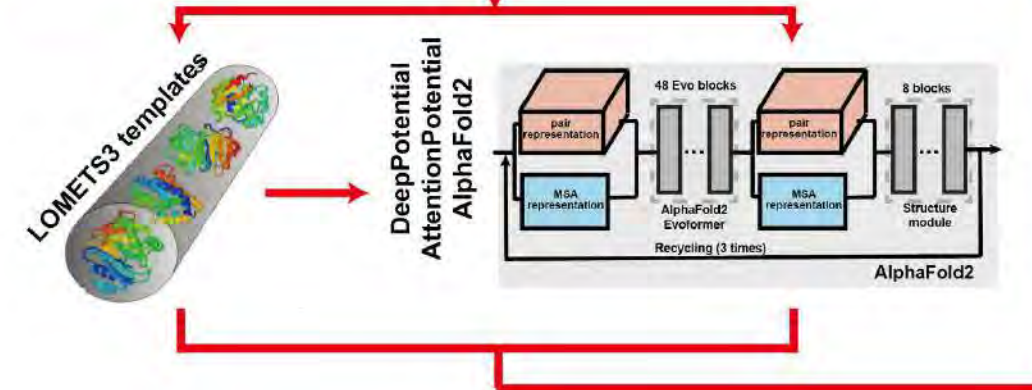 LOMETS3 templates
DeepPotential
AttentionPotential
AlphaFold2
48 Evo blocks
8 blocks
pair
representation
pair
representation
...
...
MSA
representation
MSA
representation
AlphaFold2
Evoformer
Structure
module
Recycling (3 times)
AlphaFold2